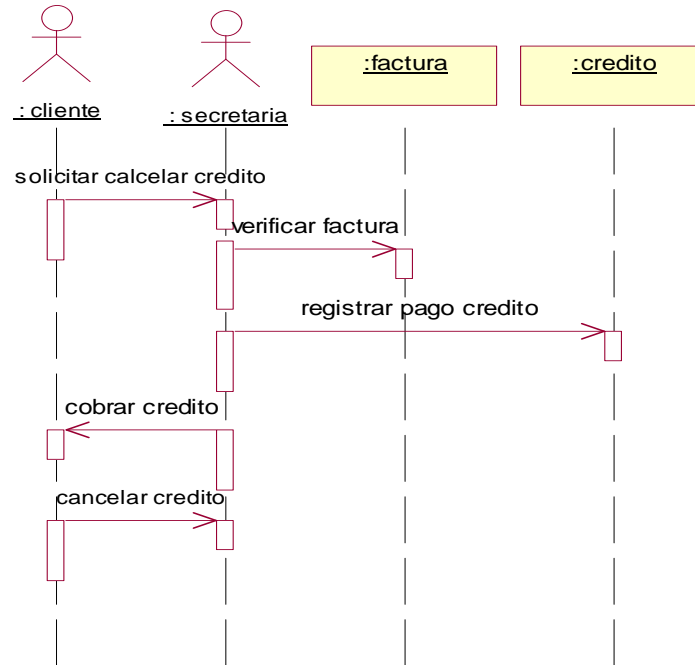 : cliente
: secretaria
:factura
:credito
solicitar calcelar credito
verificar factura
registrar pago credito
cobrar credito
cancelar credito